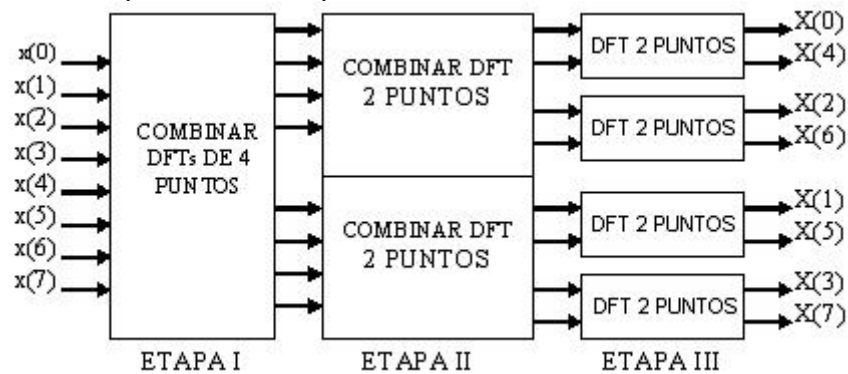 x(0)
x(1)
x(2)
x(3)
x(4)
x(5)
x(6)
x(7)
COMBINAR
DFTs DE 4
PUNTOS
ETAPA I
COMBINAR DFT
2 PUNTOS
COMBINAR DFT
2 PUNTOS
ETAPA II
DFT 2 PUNTOS
DFT 2 PUNTOS
DFT 2 PUNTOS
DFT 2 PUNTOS
ETAPA III
X(0)
X(4)
X(2)
X(6)
X(1)
X(5)
X(3)
X(7)